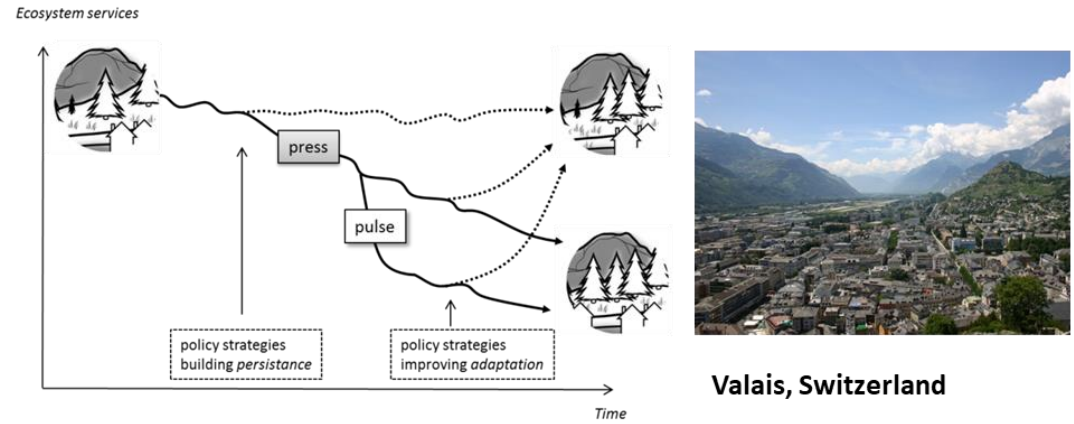 Ecosystem services
press
pulse
policy strategies
building persistance
policy strategies
improving adaptation
Time
Valais, Switzerland